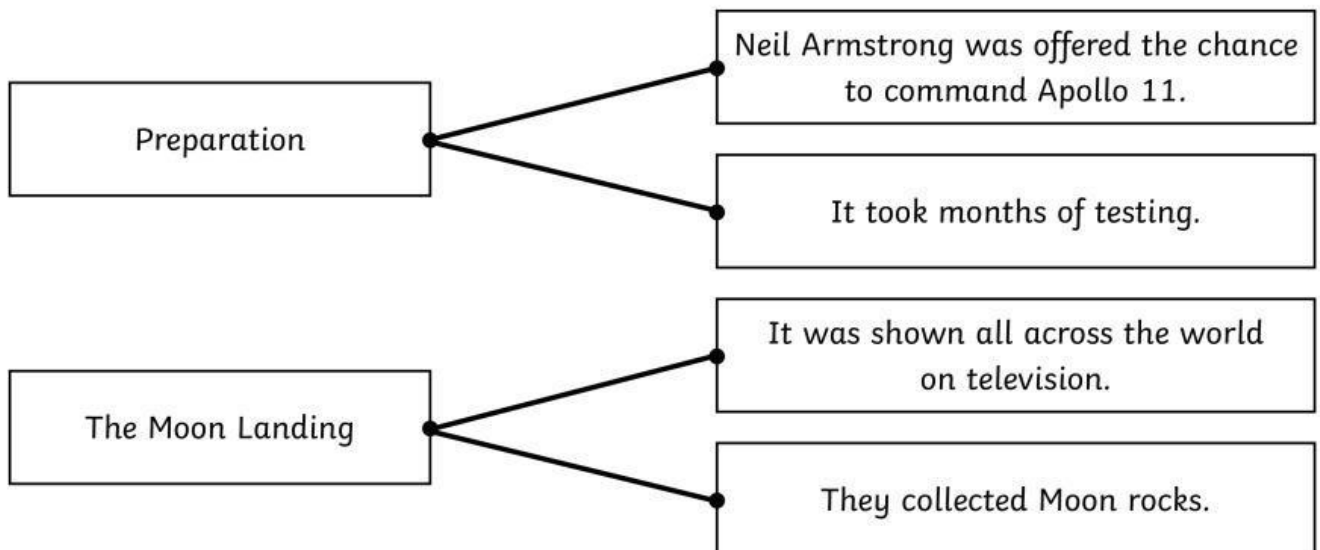 Preparation
Neil Armstrong was offered the chance
to command Apollo 11.
It took months of testing.
The Moon Landing
It was shown all across the world
on television.
They collected Moon rocks.